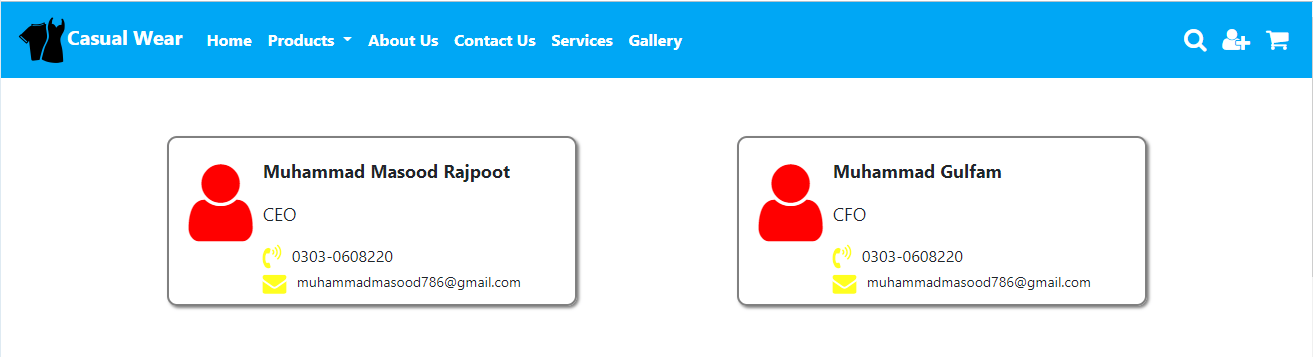 Casual Wear Home Products About Us Contact Us Services Gallery
Muhammad Masood Rajpoot
CEO
0303-0608220
muhammadmasood786@gmail.com
Muhammad Gulfam
CFO
0303-0608220
muhammadmasood786@gmail.com